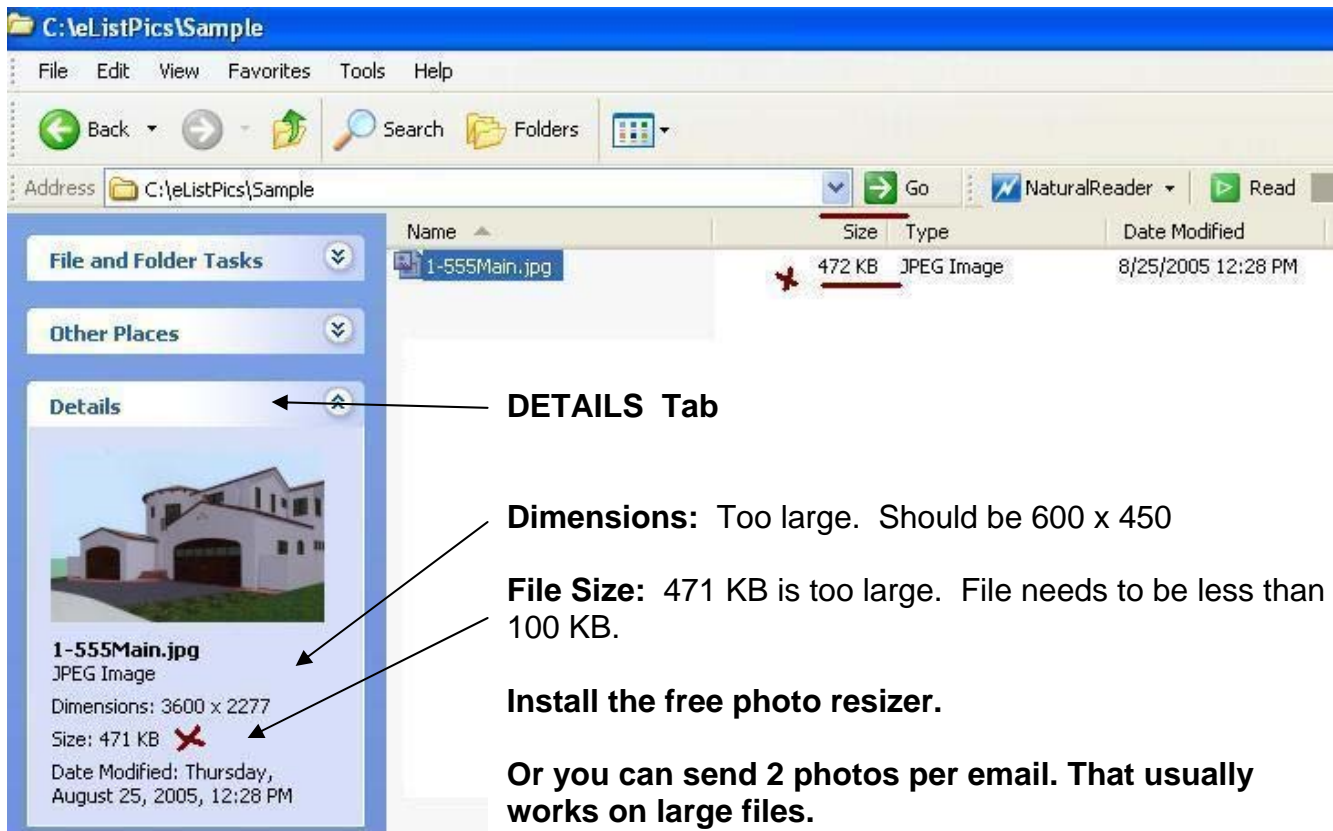 C:\eListPics\Sample
File Edit View Favorites Tools Help
Back Search Folders
Address C:\eListPics\Sample Go NaturalReader Read
Name Size Type Date Modified
1-555Main.jpg 472 KB JPEG Image 8/25/2005 12:28 PM
File and Folder Tasks
Other Places
Details
1-555Main.jpg
JPEG Image
Dimensions: 3600 x 2277
Size: 471 KB
Date Modified: Thursday,
August 25, 2005, 12:28 PM
DETAILS Tab
Dimensions: Too large. Should be 600 x 450
File Size: 471 KB is too large. File needs to be less than
100 KB.
Install the free photo resizer.
Or you can send 2 photos per email. That usually
works on large files.